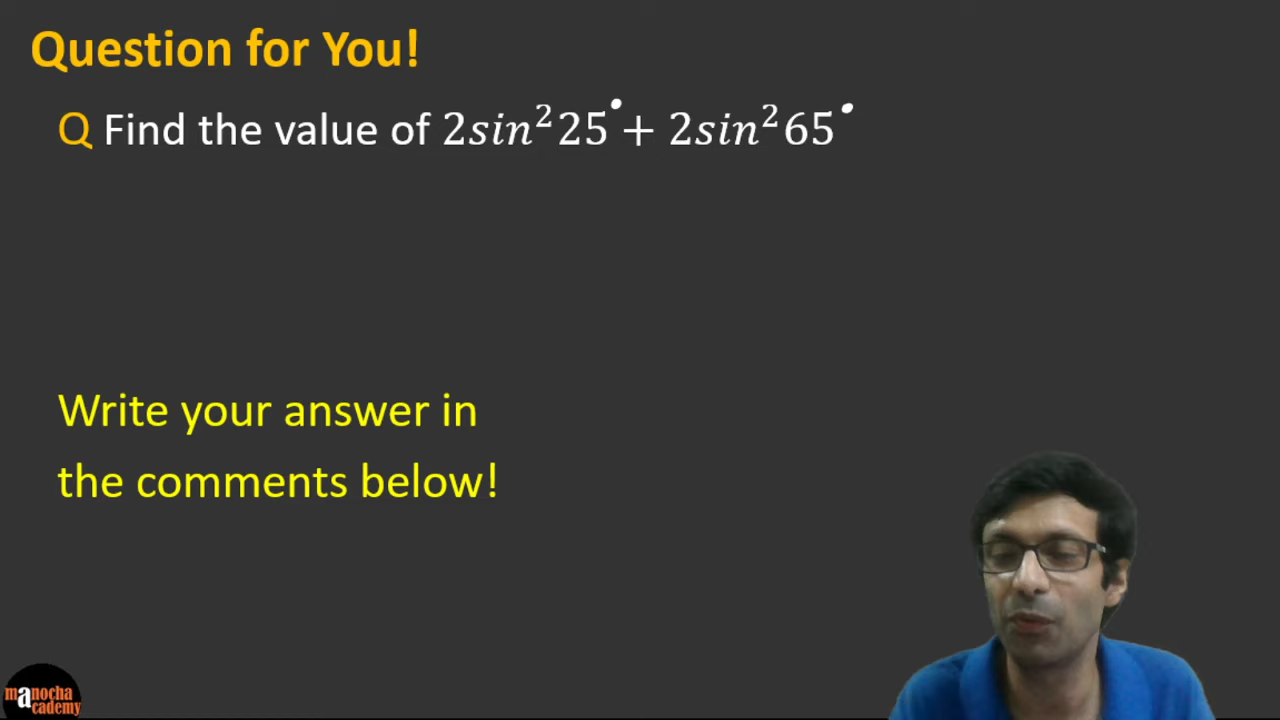 Question for You!
Q Find the value of 2sin²25° + 2sin²65°
Write your answer in
the comments below!
manocha
academy